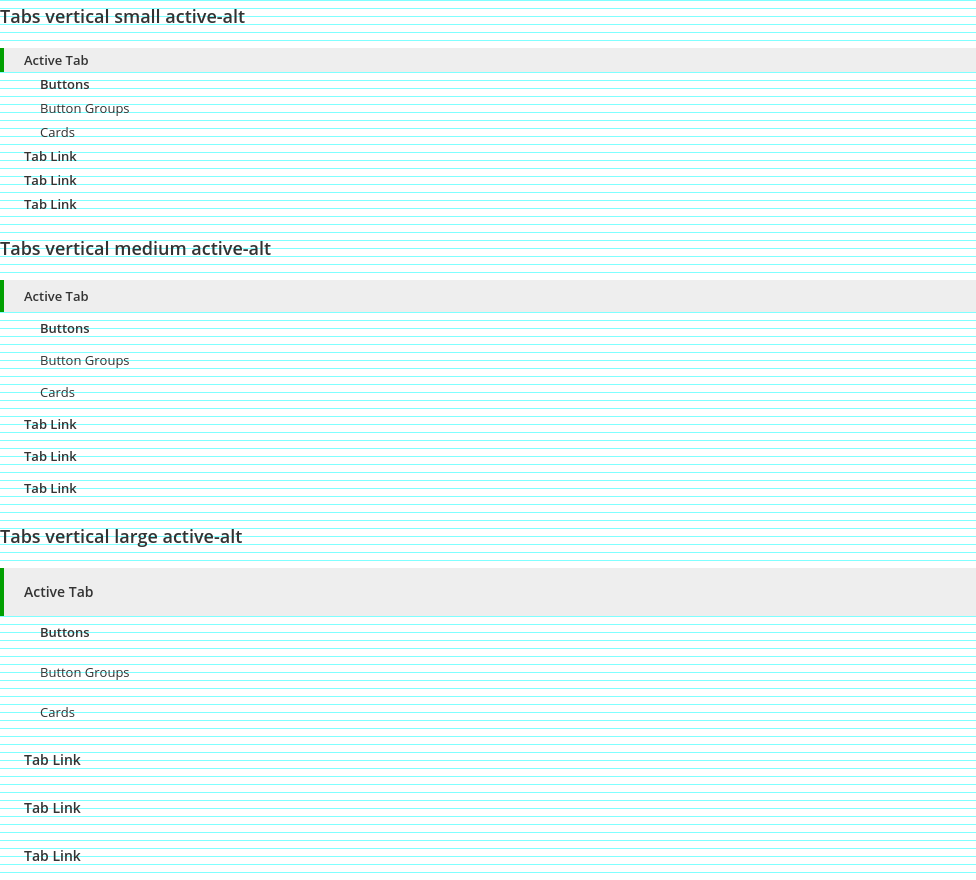 Tabs vertical small active-alt
Active Tab
Buttons
Button Groups
Cards
Tab Link
Tab Link
Tab Link
Tabs vertical medium active-alt
Active Tab
Buttons
Button Groups
Cards
Tab Link
Tab Link
Tab Link
Tabs vertical large active-alt
Active Tab
Buttons
Button Groups
Cards
Tab Link
Tab Link
Tab Link